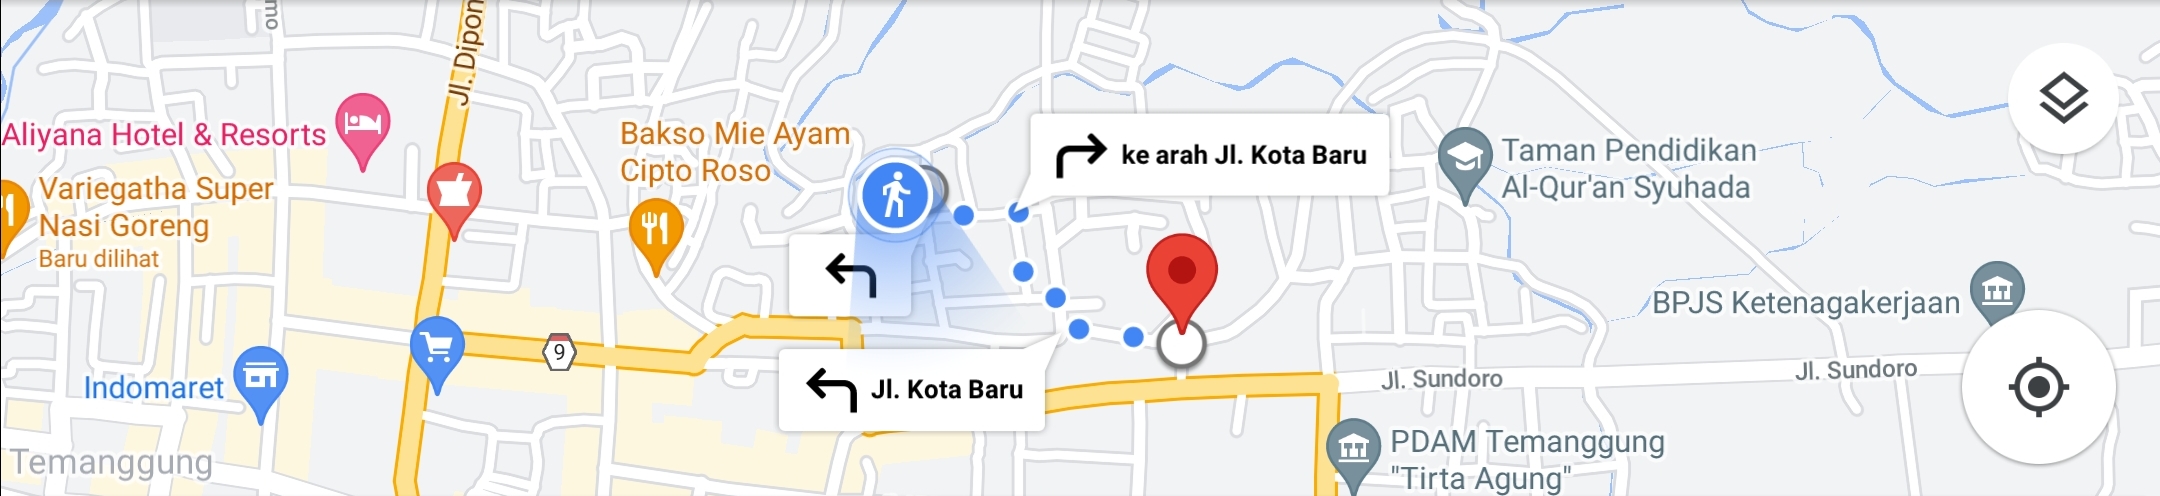 mo
Jl. Dipon
Aliyana Hotel & Resorts
Bakso Mie Ayam
Cipto Roso
ke arah Jl. Kota Baru
Taman Pendidikan
Al-Qur'an Syuhada
Variegatha Super
Nasi Goreng
Baru dilihat
BPJS Ketenagakerjaan
9
Indomaret
Jl. Kota Baru
Jl. Sundoro
Jl. Sundoro
Temanggung
PDAM Temanggung
"Tirta Agung"